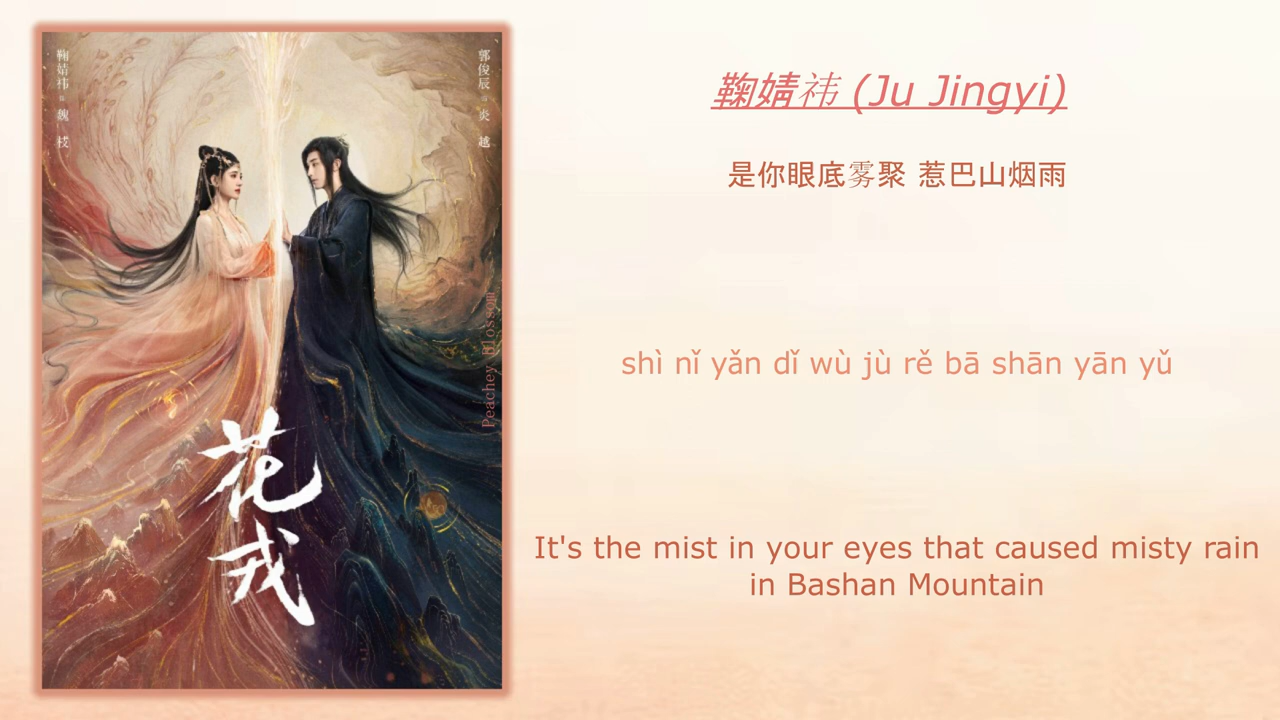 鞠婧祎
魏 枝
郭俊辰
炎 越
Peachey Blossom
花
戎
鞠婧祎 (Ju Jingyi)
是你眼底雾聚 惹巴山烟雨
shì nǐ yǎn dǐ wù jù rě bā shān yān yǔ
It's the mist in your eyes that caused misty rain
in Bashan Mountain